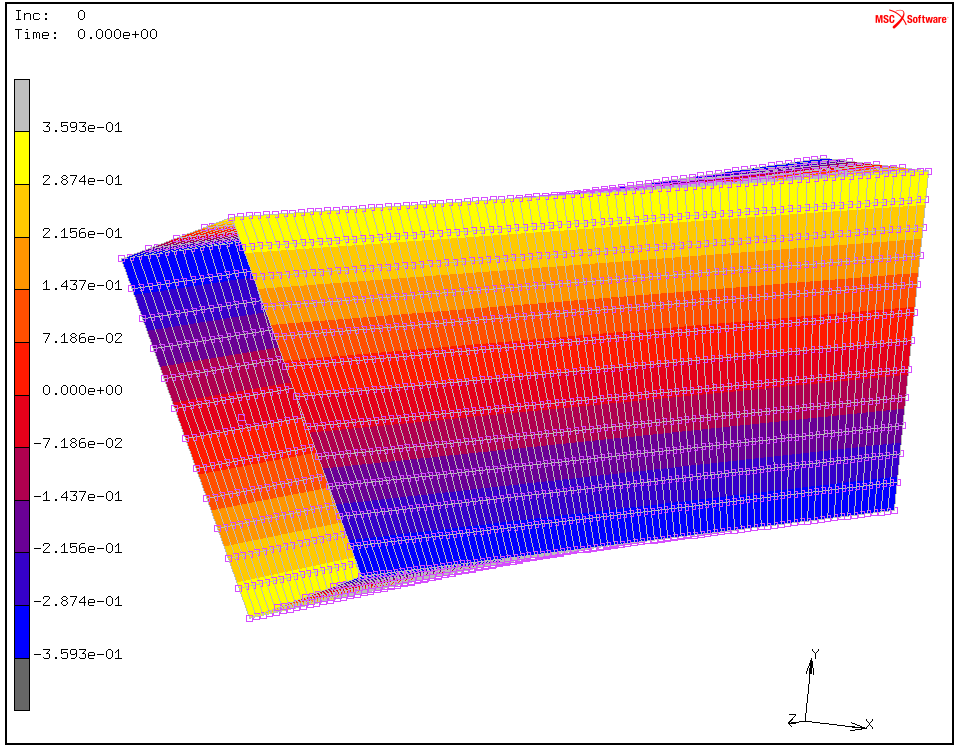 Inc: 0
Time: 0.000e+00
MSC Software
3.593e-01
2.874e-01
2.156e-01
1.437e-01
7.186e-02
0.000e+00
-7.186e-02
-1.437e-01
-2.156e-01
-2.874e-01
-3.593e-01
Y
Z
X